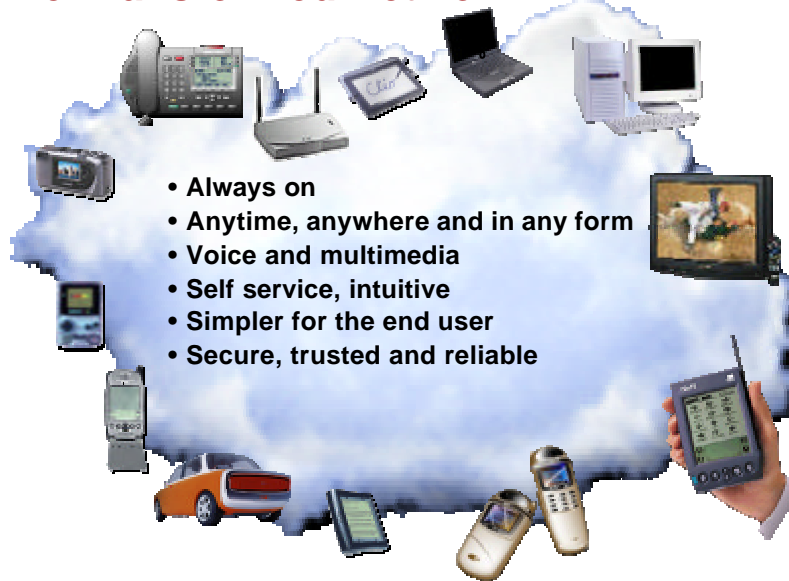 Clio
• Always on
• Anytime, anywhere and in any form
• Voice and multimedia
• Self service, intuitive
• Simpler for the end user
• Secure, trusted and reliable